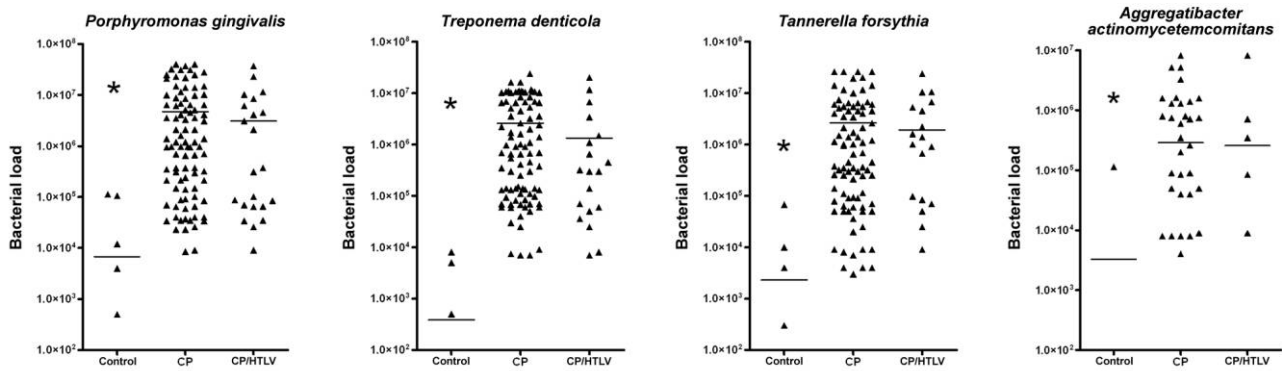 Porphyromonas gingivalis
*
Bacterial load
1.0×10⁸
1.0×10⁷
1.0×10⁶
1.0×10⁵
1.0×10⁴
1.0×10³
1.0×10²
Control
CP
CP/HTLV
Treponema denticola
*
Bacterial load
1.0×10⁸
1.0×10⁷
1.0×10⁶
1.0×10⁵
1.0×10⁴
1.0×10³
1.0×10²
Control
CP
CP/HTLV
Tannerella forsythia
*
Bacterial load
1.0×10⁸
1.0×10⁷
1.0×10⁶
1.0×10⁵
1.0×10⁴
1.0×10³
1.0×10²
Control
CP
CP/HTLV
Aggregatibacter
actinomycetemcomitans
*
Bacterial load
1.0×10⁷
1.0×10⁶
1.0×10⁵
1.0×10⁴
1.0×10³
1.0×10²
Control
CP
CP/HTLV